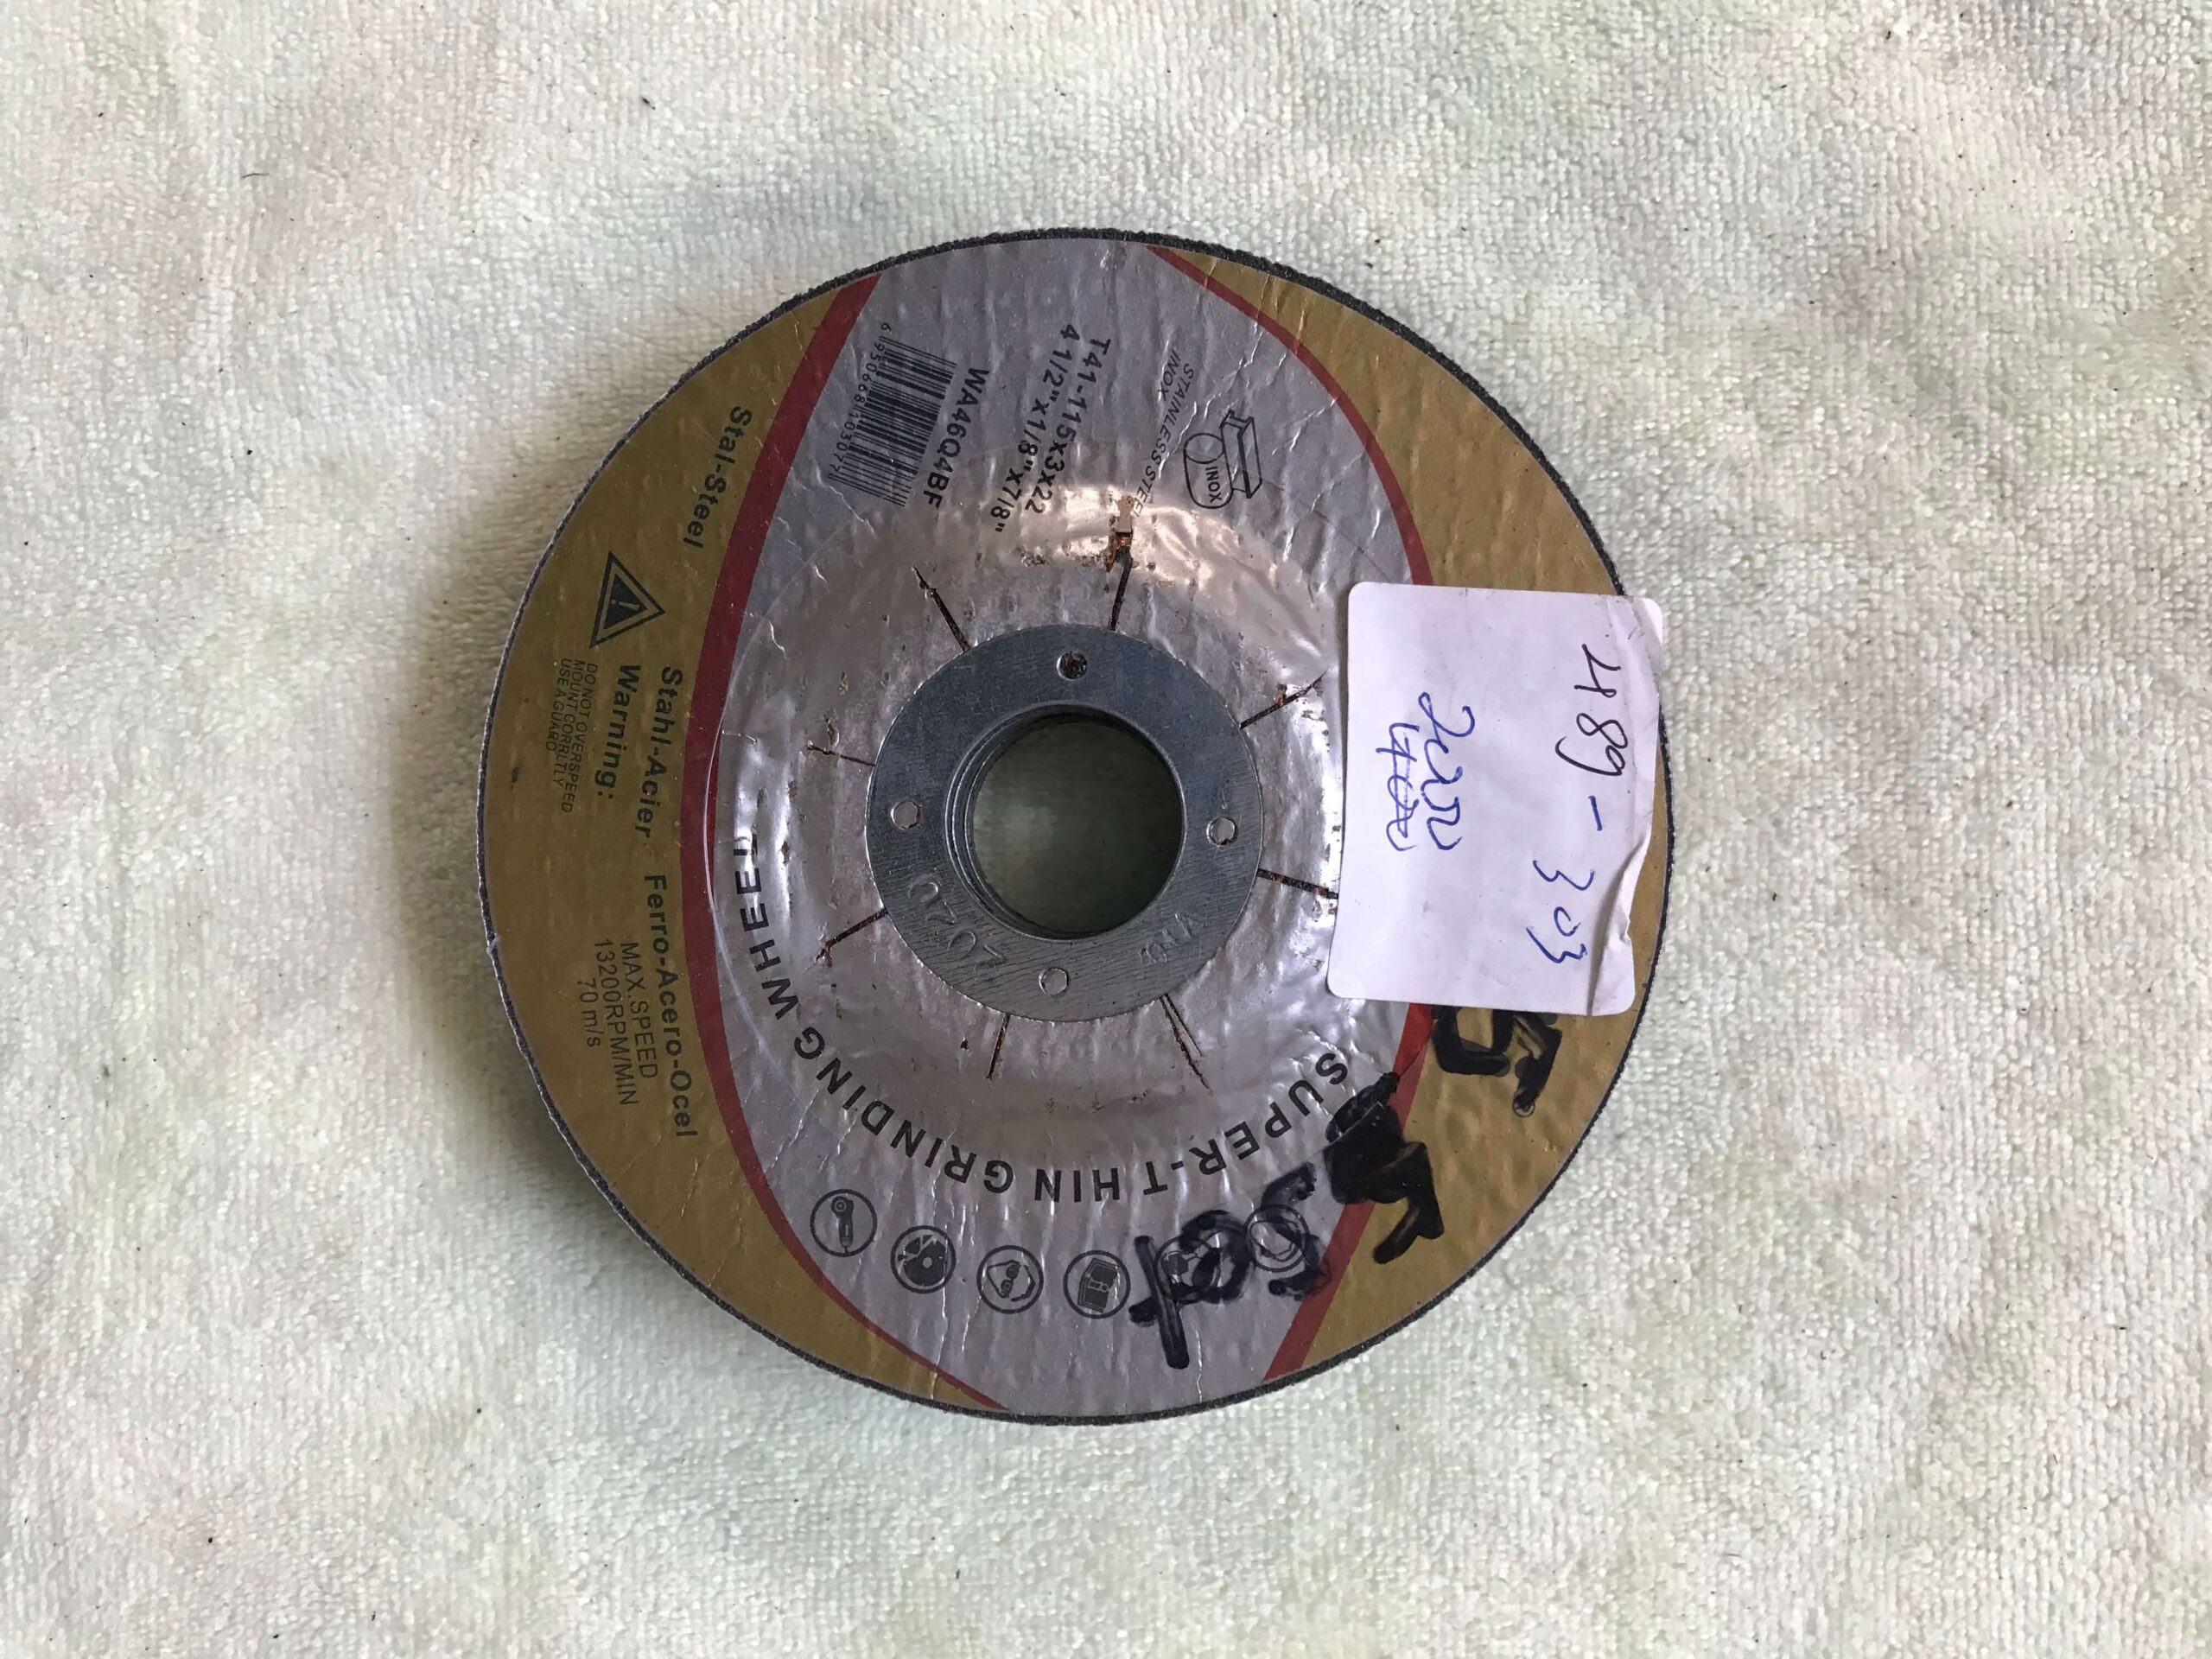 STAINLESS STEEL
INOX
INOX
T41-115x3x22
4 1/2"x1/8"x7/8"
WA46Q4BF
6950668103077
Stal-Steel
Stahl-Acier
Ferro-Acero-Ocel
Warning:
DO NOT OVERSPEED
MOUNT CORRLTLY
USE A GUARD
MAX.SPEED
13200RPM/MIN
70 m/s
SUPER-THIN GRINDING WHEEL
489-303